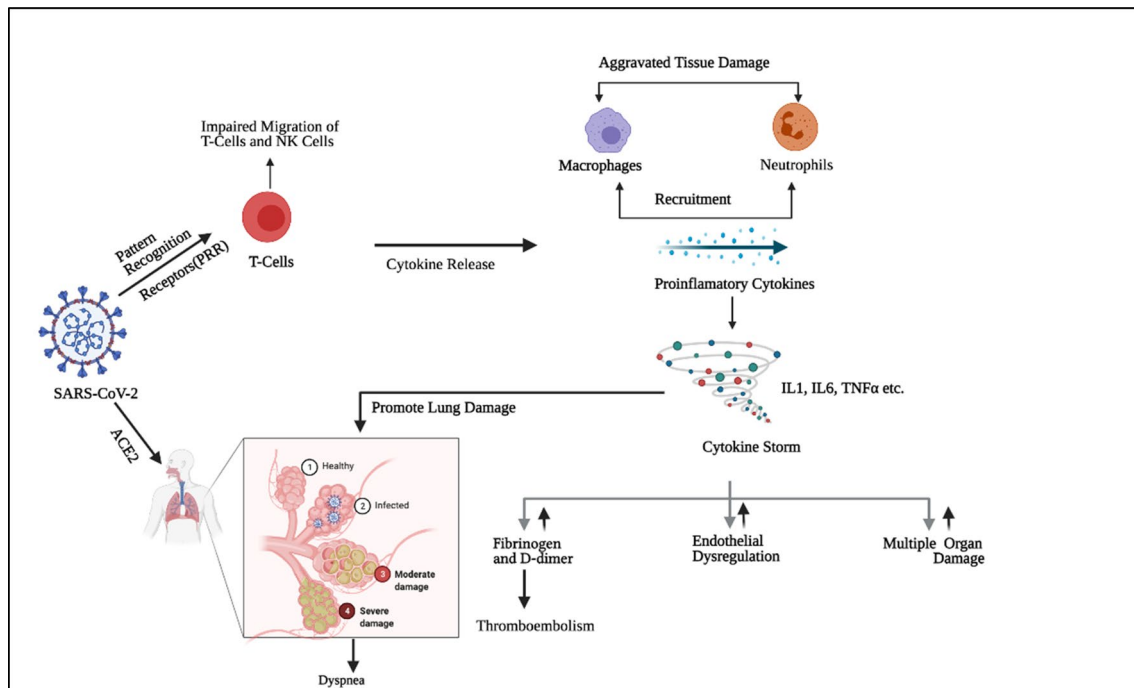 Aggravated Tissue Damage
Impaired Migration of
T-Cells and NK Cells
Macrophages
Neutrophils
Recruitment
Pattern
Recognition
Receptors(PRR)
T-Cells
Cytokine Release
Proinflamatory Cytokines
SARS-CoV-2
IL1, IL6, TNFα etc.
Promote Lung Damage
ACE2
Cytokine Storm
1 Healthy
2 Infected
3 Moderate
damage
4 Severe
damage
Fibrinogen
and D-dimer
Endothelial
Dysregulation
Multiple Organ
Damage
Thromboembolism
Dyspnea